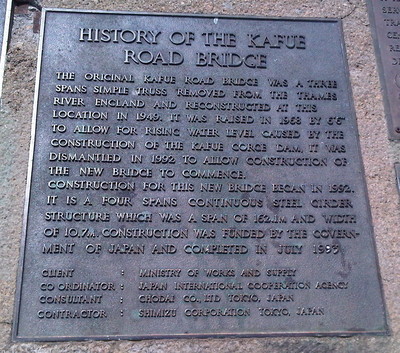 HISTORY OF THE KAFUE
ROAD BRIDGE
THE ORIGINAL KAFUE ROAD BRIDGE WAS A THREE
SPANS SIMPLE TRUSS REMOVED FROM THE THAMES
RIVER ENGLAND AND RECONSTRUCTED AT THIS
LOCATION IN 1949. IT WAS RAISED IN 1968 BY 6'6"
TO ALLOW FOR RISING WATER LEVEL CAUSED BY THE
CONSTRUCTION OF THE KAFUE GORGE DAM, IT WAS
DISMANTLED IN 1992 TO ALLOW CONSTRUCTION OF
THE NEW BRIDGE TO COMMENCE.
CONSTRUCTION FOR THIS NEW BRIDGE BEGAN IN 1992.
IT IS A FOUR SPANS CONTINUOUS STEEL GIRDER
STRUCTURE WHICH WAS A SPAN OF 162.1M AND WIDTH
OF 10.7M. CONSTRUCTION WAS FUNDED BY THE GOVERN-
MENT OF JAPAN AND COMPLETED IN JULY 1993
CLIENT : MINISTRY OF WORKS AND SUPPLY
CO ORDINATOR : JAPAN INTERNATIONAL COOPERATION AGENCY
CONSULTANT : CHODAI CO., LTD TOKYO, JAPAN
CONTRACTOR : SHIMIZU CORPORATION TOKYO, JAPAN